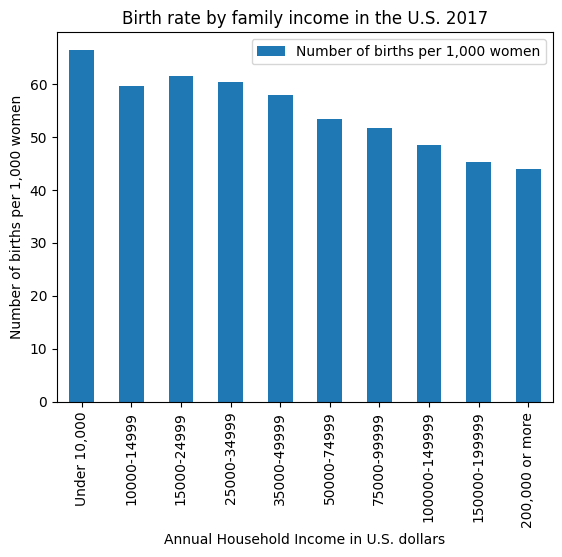 Birth rate by family income in the U.S. 2017
Number of births per 1,000 women
Number of births per 1,000 women
60
50
40
30
20
10
0
Under 10,000
10000-14999
15000-24999
25000-34999
35000-49999
50000-74999
75000-99999
100000-149999
150000-199999
200,000 or more
Annual Household Income in U.S. dollars